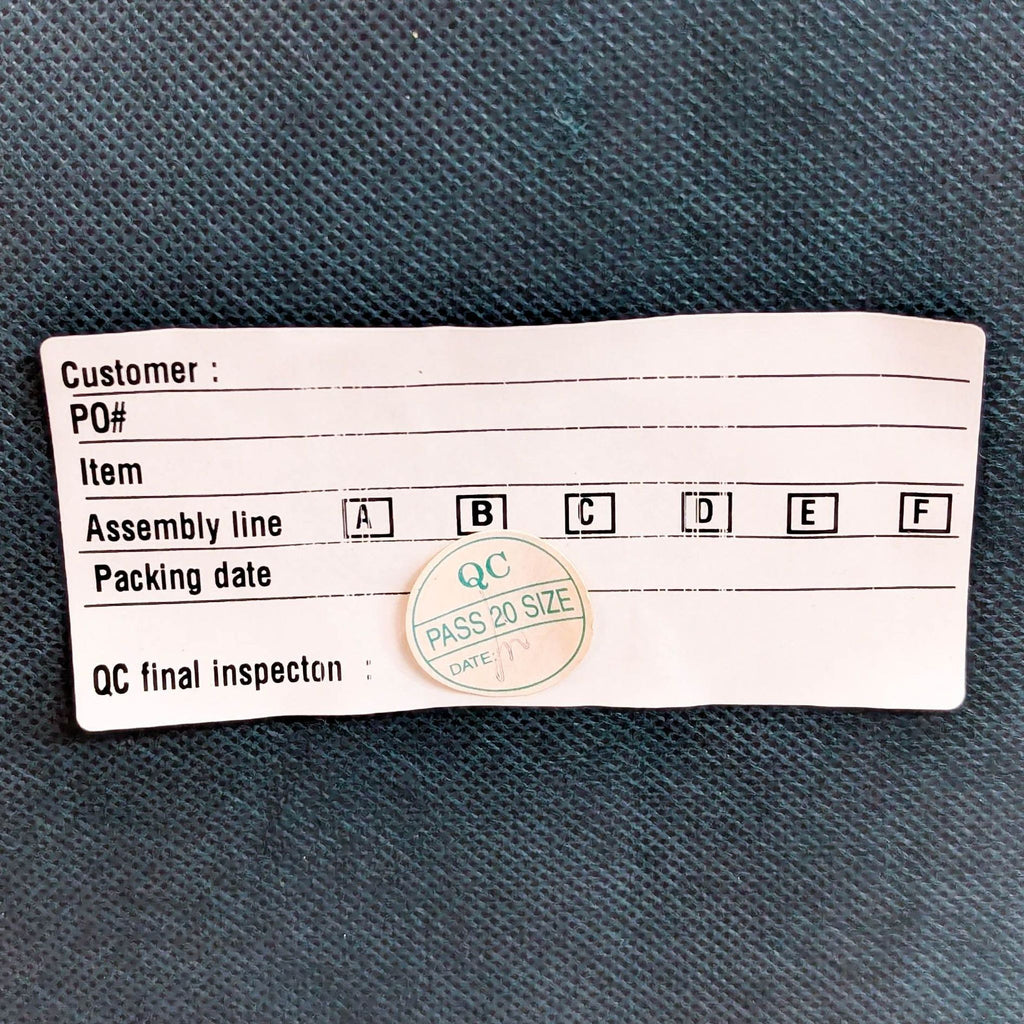 Customer :
PO#
Item
Assembly line A B C D E F
Packing date
QC final inspecton :
QC
PASS 20 SIZE
DATE: